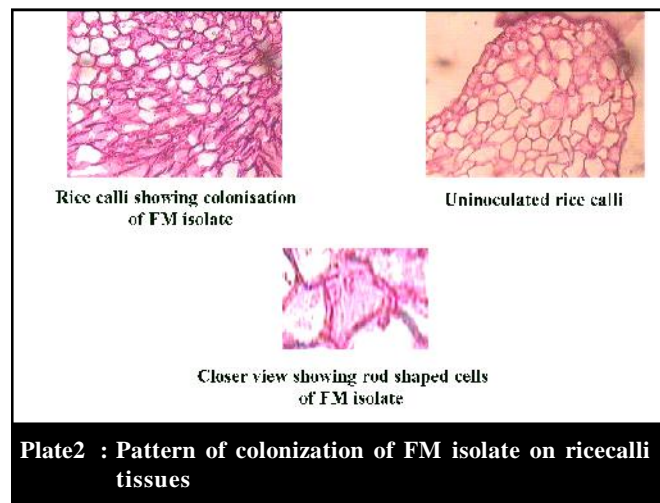 Rice calli showing colonisation
of FM isolate
Uninoculated rice calli
Closer view showing rod shaped cells
of FM isolate
Plate2 : Pattern of colonization of FM isolate on ricecalli
tissues